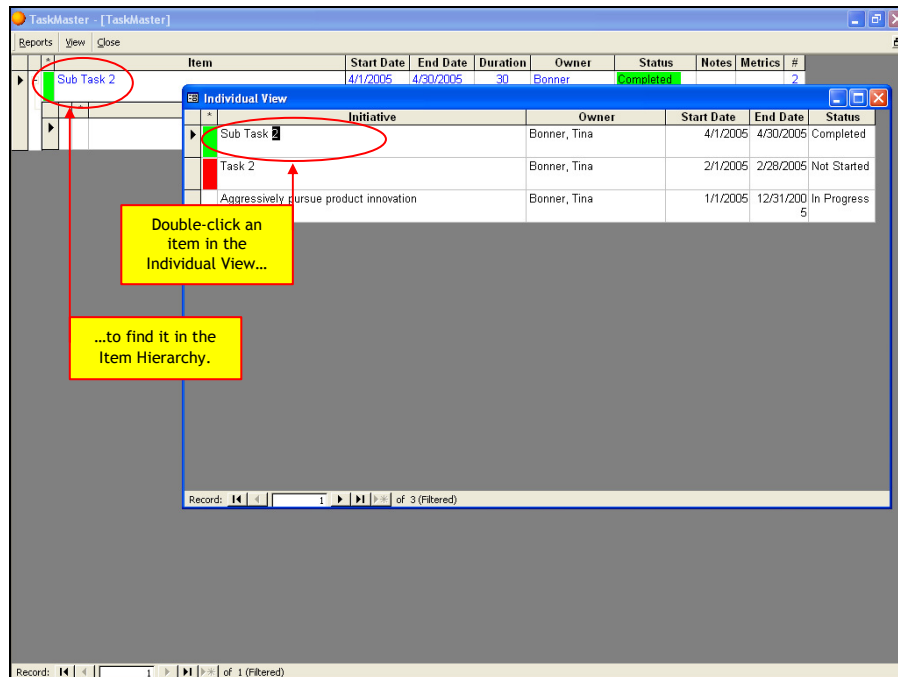 TaskMaster - [TaskMaster]
Reports View Close
* Item Start Date End Date Duration Owner Status Notes Metrics #
- Sub Task 2 4/1/2005 4/30/2005 30 Bonner Completed 2
*
Individual View
* Initiative Owner Start Date End Date Status
Sub Task 2 Bonner, Tina 4/1/2005 4/30/2005 Completed
Task 2 Bonner, Tina 2/1/2005 2/28/2005 Not Started
Aggressively pursue product innovation Bonner, Tina 1/1/2005 12/31/200 In Progress
5
Double-click an
item in the
Individual View…
…to find it in the
Item Hierarchy.
Record: 1 of 3 (Filtered)
Record: 1 of 1 (Filtered)